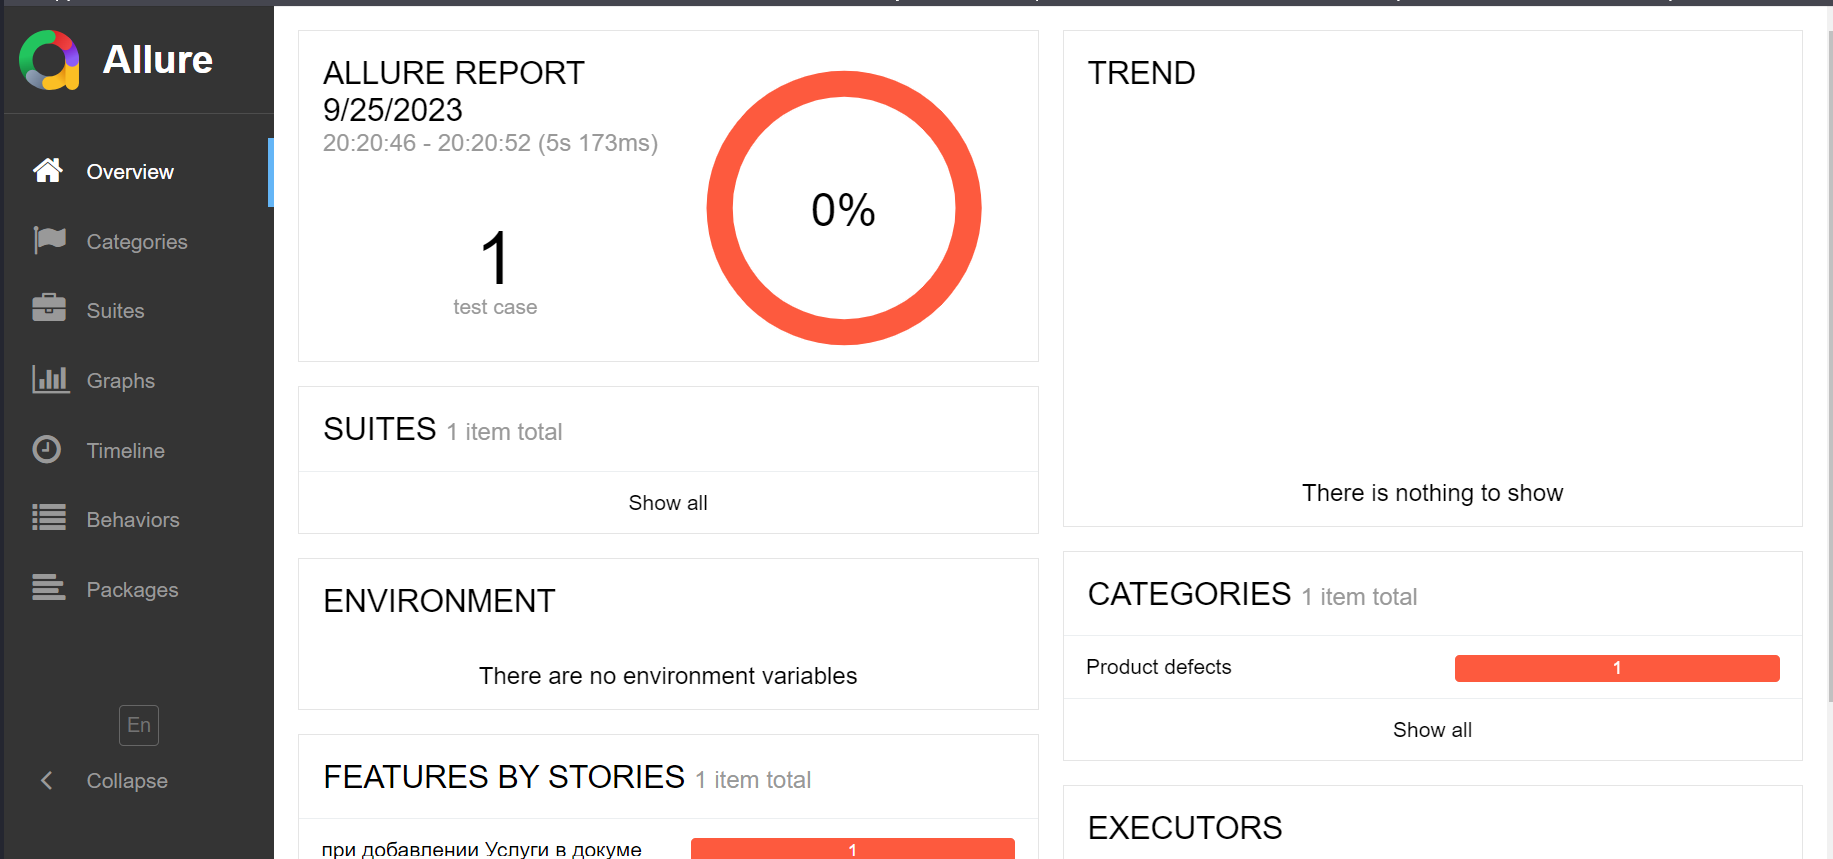 Allure
Overview
Categories
Suites
Graphs
Timeline
Behaviors
Packages
En
Collapse
ALLURE REPORT
9/25/2023
20:20:46 - 20:20:52 (5s 173ms)
1
test case
0%
SUITES 1 item total
Show all
ENVIRONMENT
There are no environment variables
FEATURES BY STORIES 1 item total
при добавлении Услуги в докуме
1
TREND
There is nothing to show
CATEGORIES 1 item total
Product defects
1
Show all
EXECUTORS